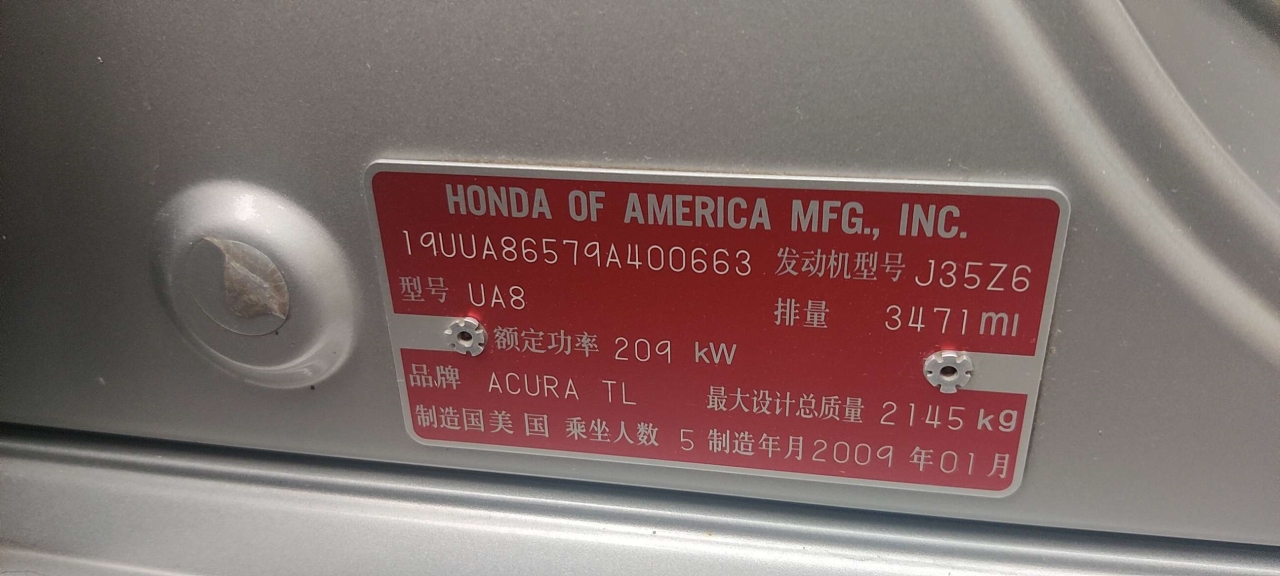 HONDA OF AMERICA MFG., INC.
19UUA86579A400663 发动机型号 J35Z6
型号 UA8 排量 3471ml
额定功率 209 kW
品牌 ACURA TL 最大设计总质量 2145kg
制造国美国 乘坐人数 5 制造年月2009年01月